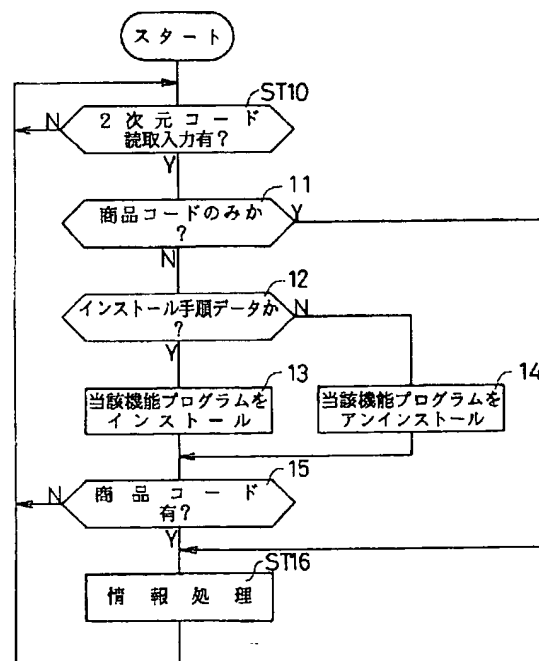 スタート
ST10
N
2次元コード
読取入力有?
Y
11
商品コードのみか
?
Y
N
12
インストール手順データか
?
N
Y
13
当該機能プログラムを
インストール
14
当該機能プログラムを
アンインストール
15
N
商品コード
有?
Y
ST16
情報処理